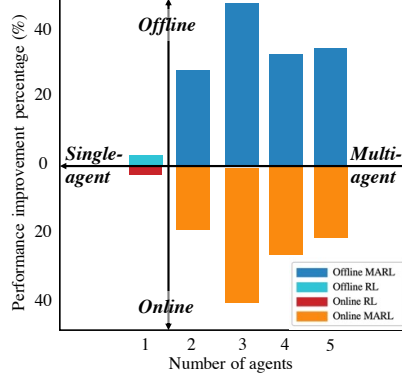 Performance improvement percentage (%)
40
20
0
20
40
Offline
Single-
agent
Multi-
agent
Online
Offline MARL
Offline RL
Online RL
Online MARL
1 2 3 4 5
Number of agents